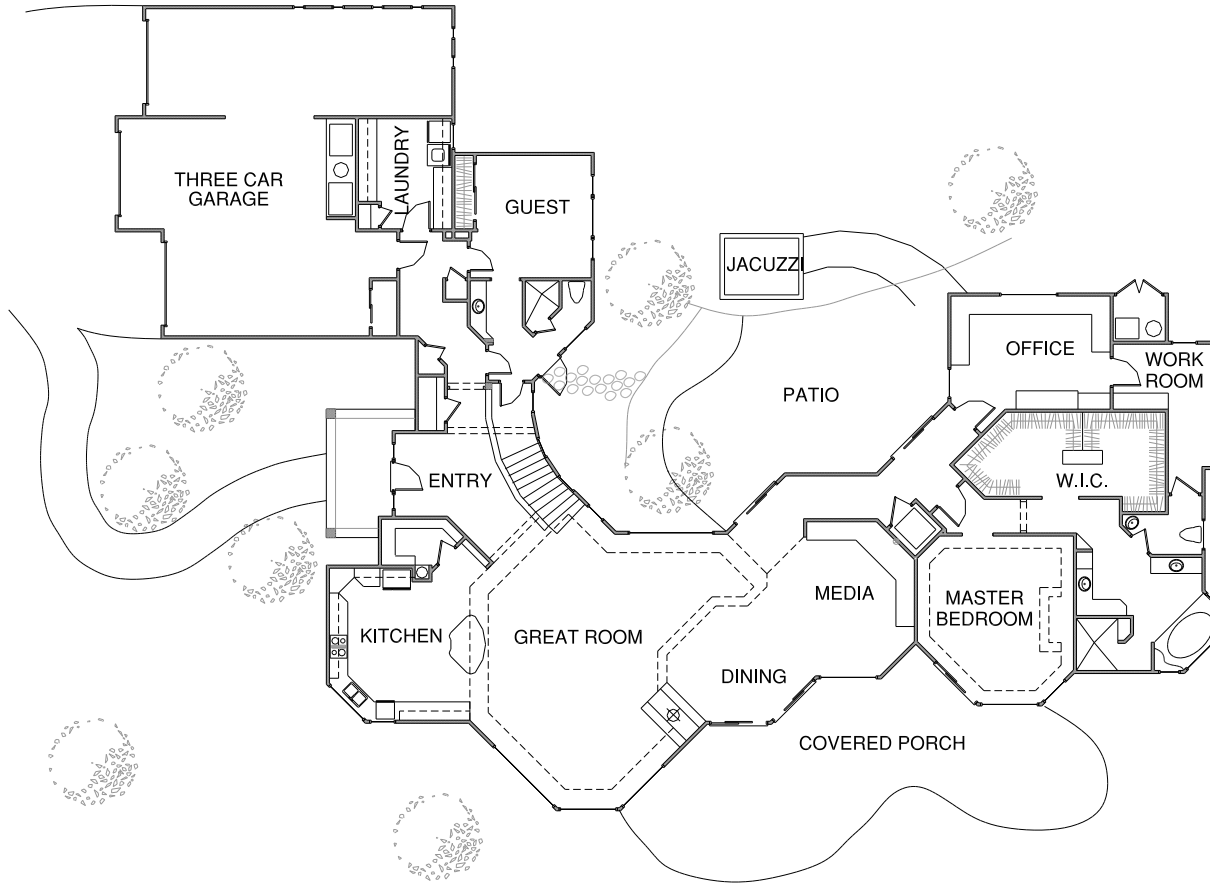 THREE CAR
GARAGE
LAUNDRY
GUEST
JACUZZI
OFFICE
WORK
ROOM
PATIO
ENTRY
W.I.C.
MEDIA
MASTER
BEDROOM
KITCHEN
GREAT ROOM
DINING
COVERED PORCH